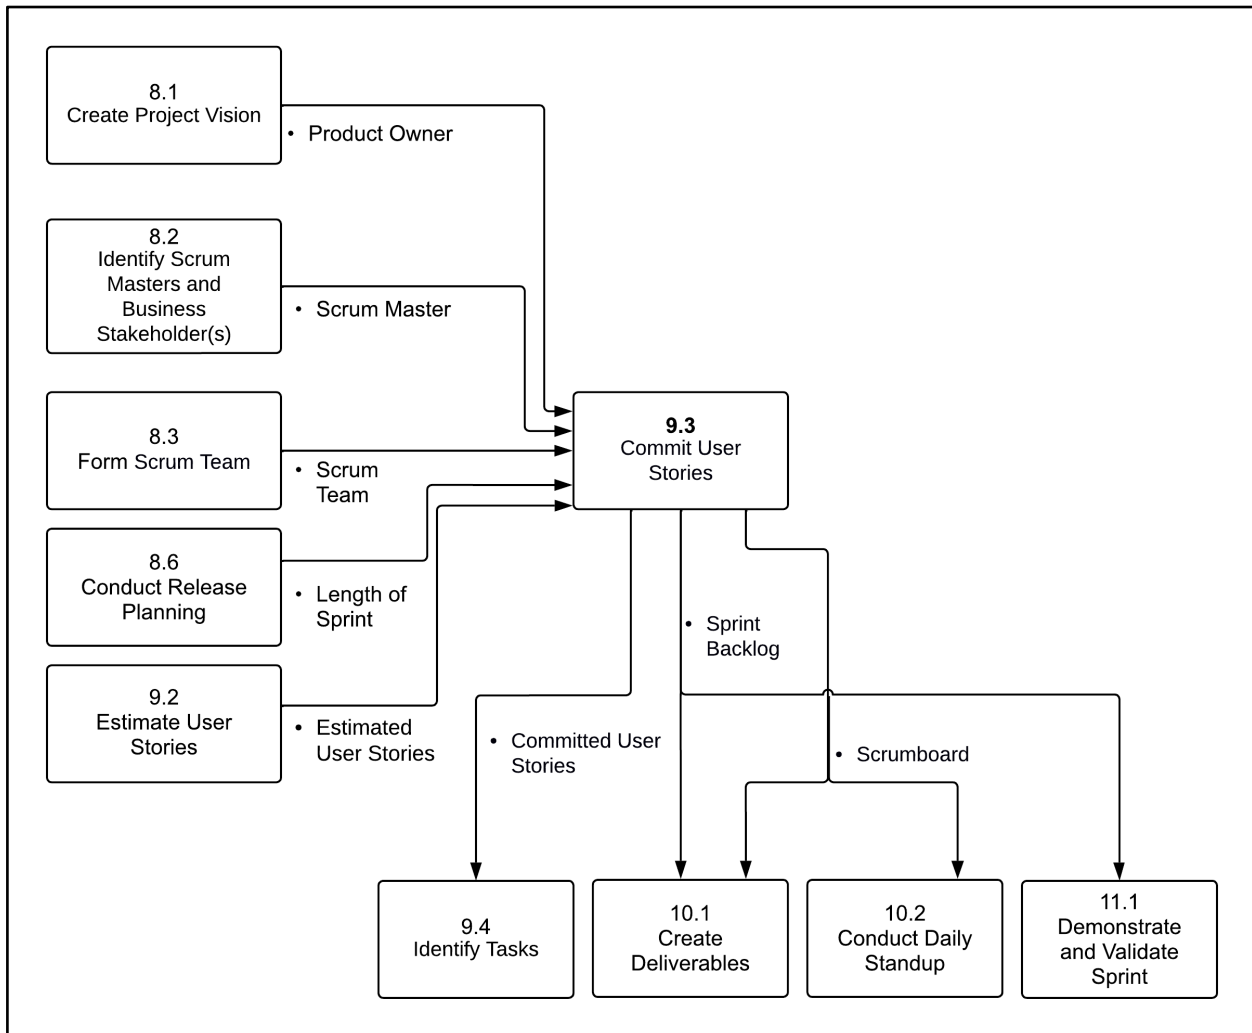 8.1
Create Project Vision
• Product Owner
8.2
Identify Scrum
Masters and
Business
Stakeholder(s)
• Scrum Master
8.3
Form Scrum Team
• Scrum
Team
9.3
Commit User
Stories
8.6
Conduct Release
Planning
• Length of
Sprint
9.2
Estimate User
Stories
• Estimated
User Stories
• Sprint
Backlog
• Committed User
Stories
• Scrumboard
9.4
Identify Tasks
10.1
Create
Deliverables
10.2
Conduct Daily
Standup
11.1
Demonstrate
and Validate
Sprint